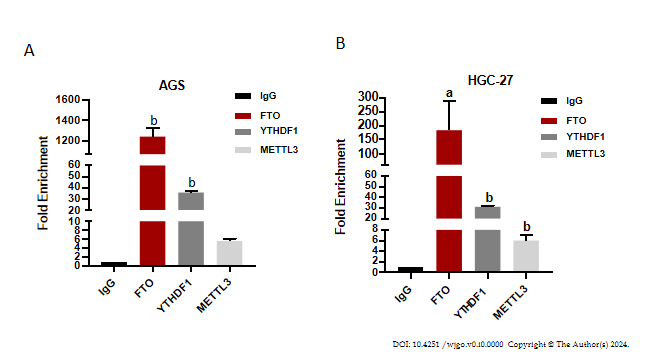 A
B
AGS
IgG
FTO
YTHDF1
METTL3
Fold Enrichment
1600
1400
1200
60
50
40
30
20
10
8
6
4
2
0
b
b
IgG
FTO
YTHDF1
METTL3
HGC-27
IgG
FTO
YTHDF1
METTL3
Fold Enrichment
300
250
200
150
100
60
50
40
30
20
8
6
4
2
0
a
b
b
IgG
FTO
YTHDF1
METTL3
DOI: 10.4251 / wjgo.v0.i0.0000 Copyright © The Author(s) 2024.